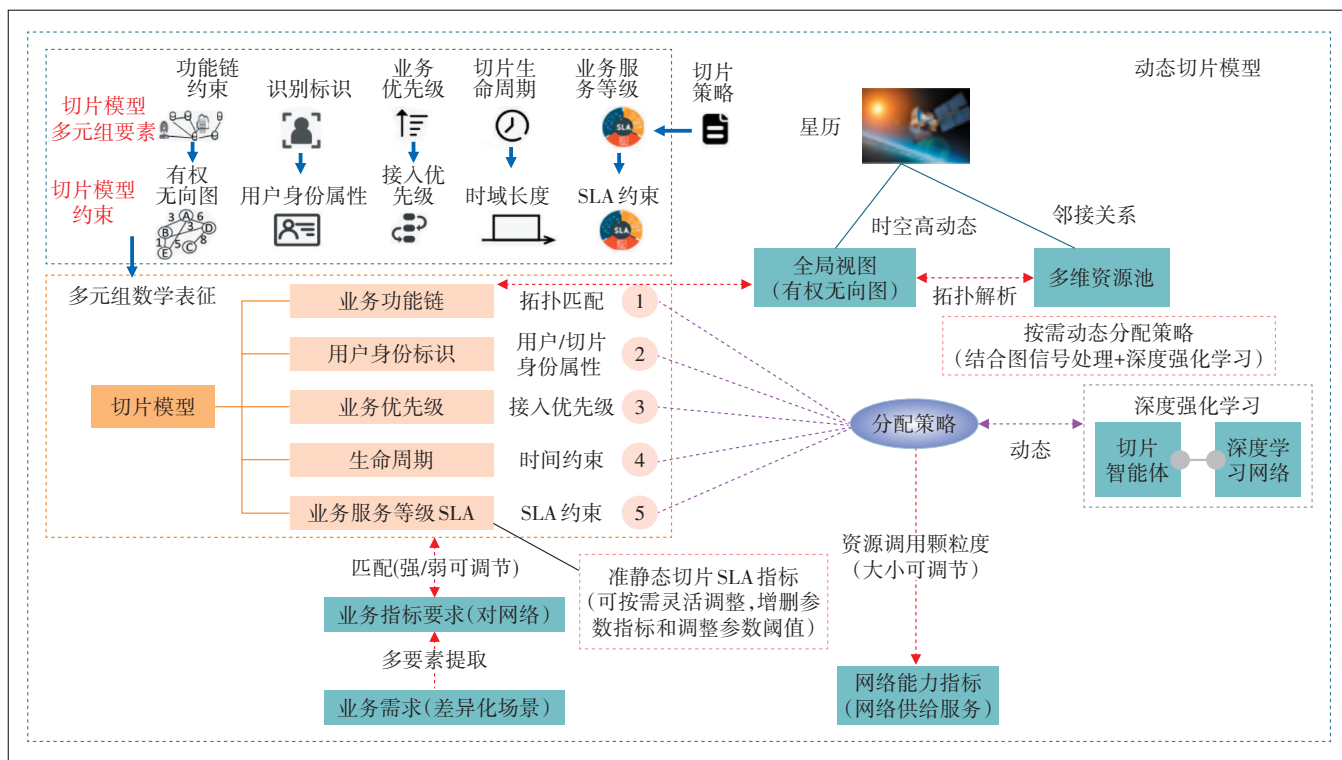 动态切片模型
功能链
约束
识别标识
业务
优先级
切片生
命周期
业务服
务等级
切片
策略
切片模型
多元组要素
SLA
切片模型
约束
有权
无向图
用户身份属性
接入优
先级
时域长度
SLA约束
3 A 6
B 3 D
1 5 C 8
E
SLA
多元组数学表征
切片模型
业务功能链
拓扑匹配
1
用户身份标识
用户/切片
身份属性
2
业务优先级
接入优先级
3
生命周期
时间约束
4
业务服务等级SLA
SLA约束
5
星历
时空高动态
邻接关系
全局视图
(有权无向图)
拓扑解析
多维资源池
按需动态分配策略
(结合图信号处理+深度强化学习)
分配策略
动态
深度强化学习
切片
智能体
深度学
习网络
资源调用颗粒度
(大小可调节)
网络能力指标
(网络供给服务)
匹配(强/弱可调节)
准静态切片SLA指标
(可按需灵活调整,增删参
数指标和调整参数阈值)
业务指标要求(对网络)
多要素提取
业务需求(差异化场景)